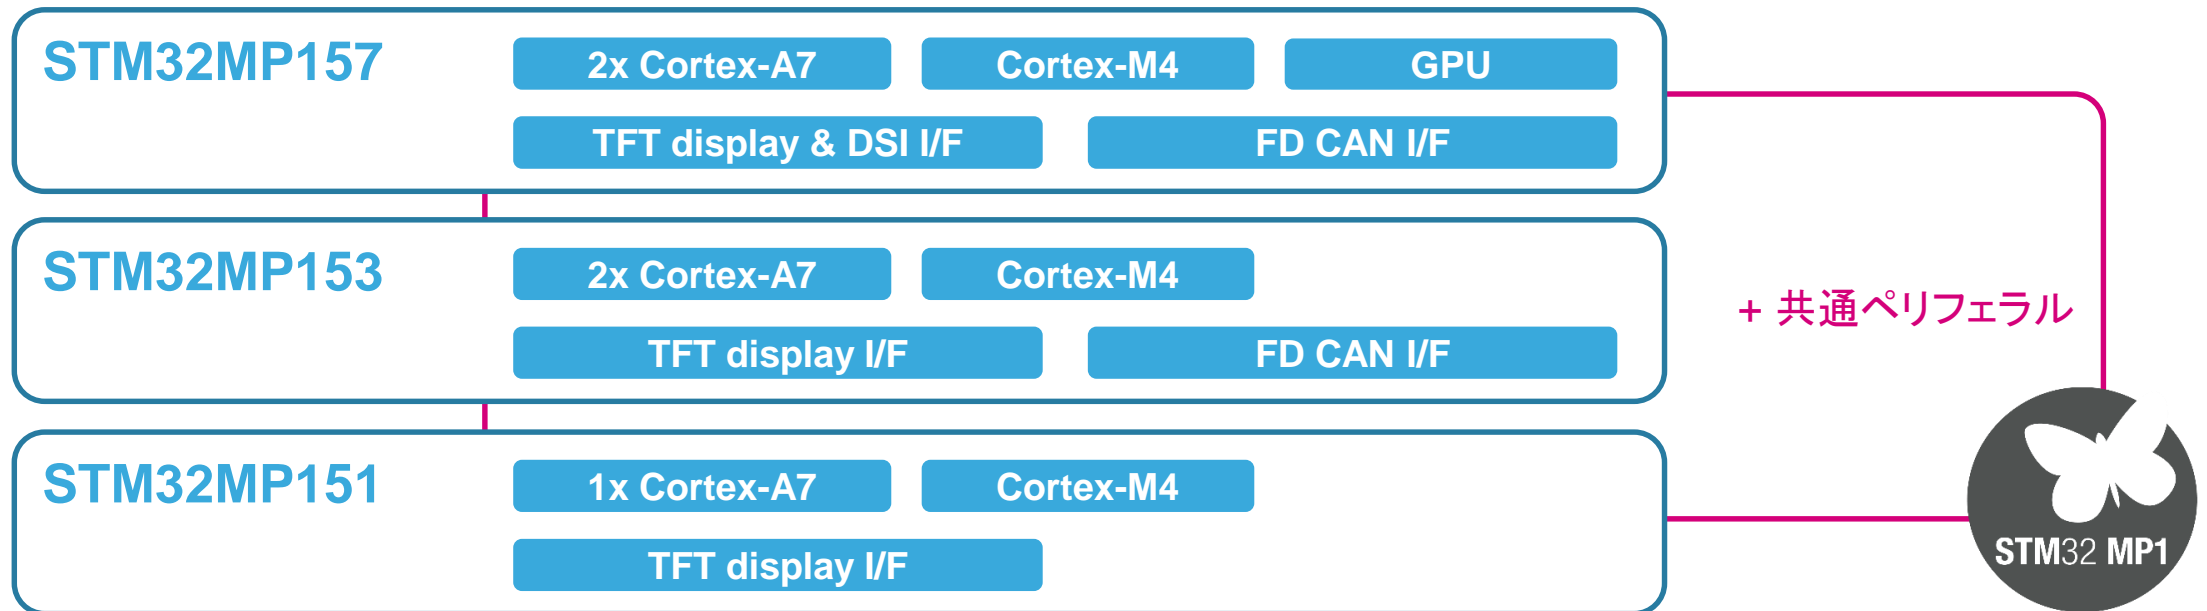 STM32MP157
2x Cortex-A7 Cortex-M4 GPU
TFT display & DSI I/F FD CAN I/F
STM32MP153
2x Cortex-A7 Cortex-M4
TFT display I/F FD CAN I/F
+ 共通ペリフェラル
STM32MP151
1x Cortex-A7 Cortex-M4
TFT display I/F
STM32 MP1